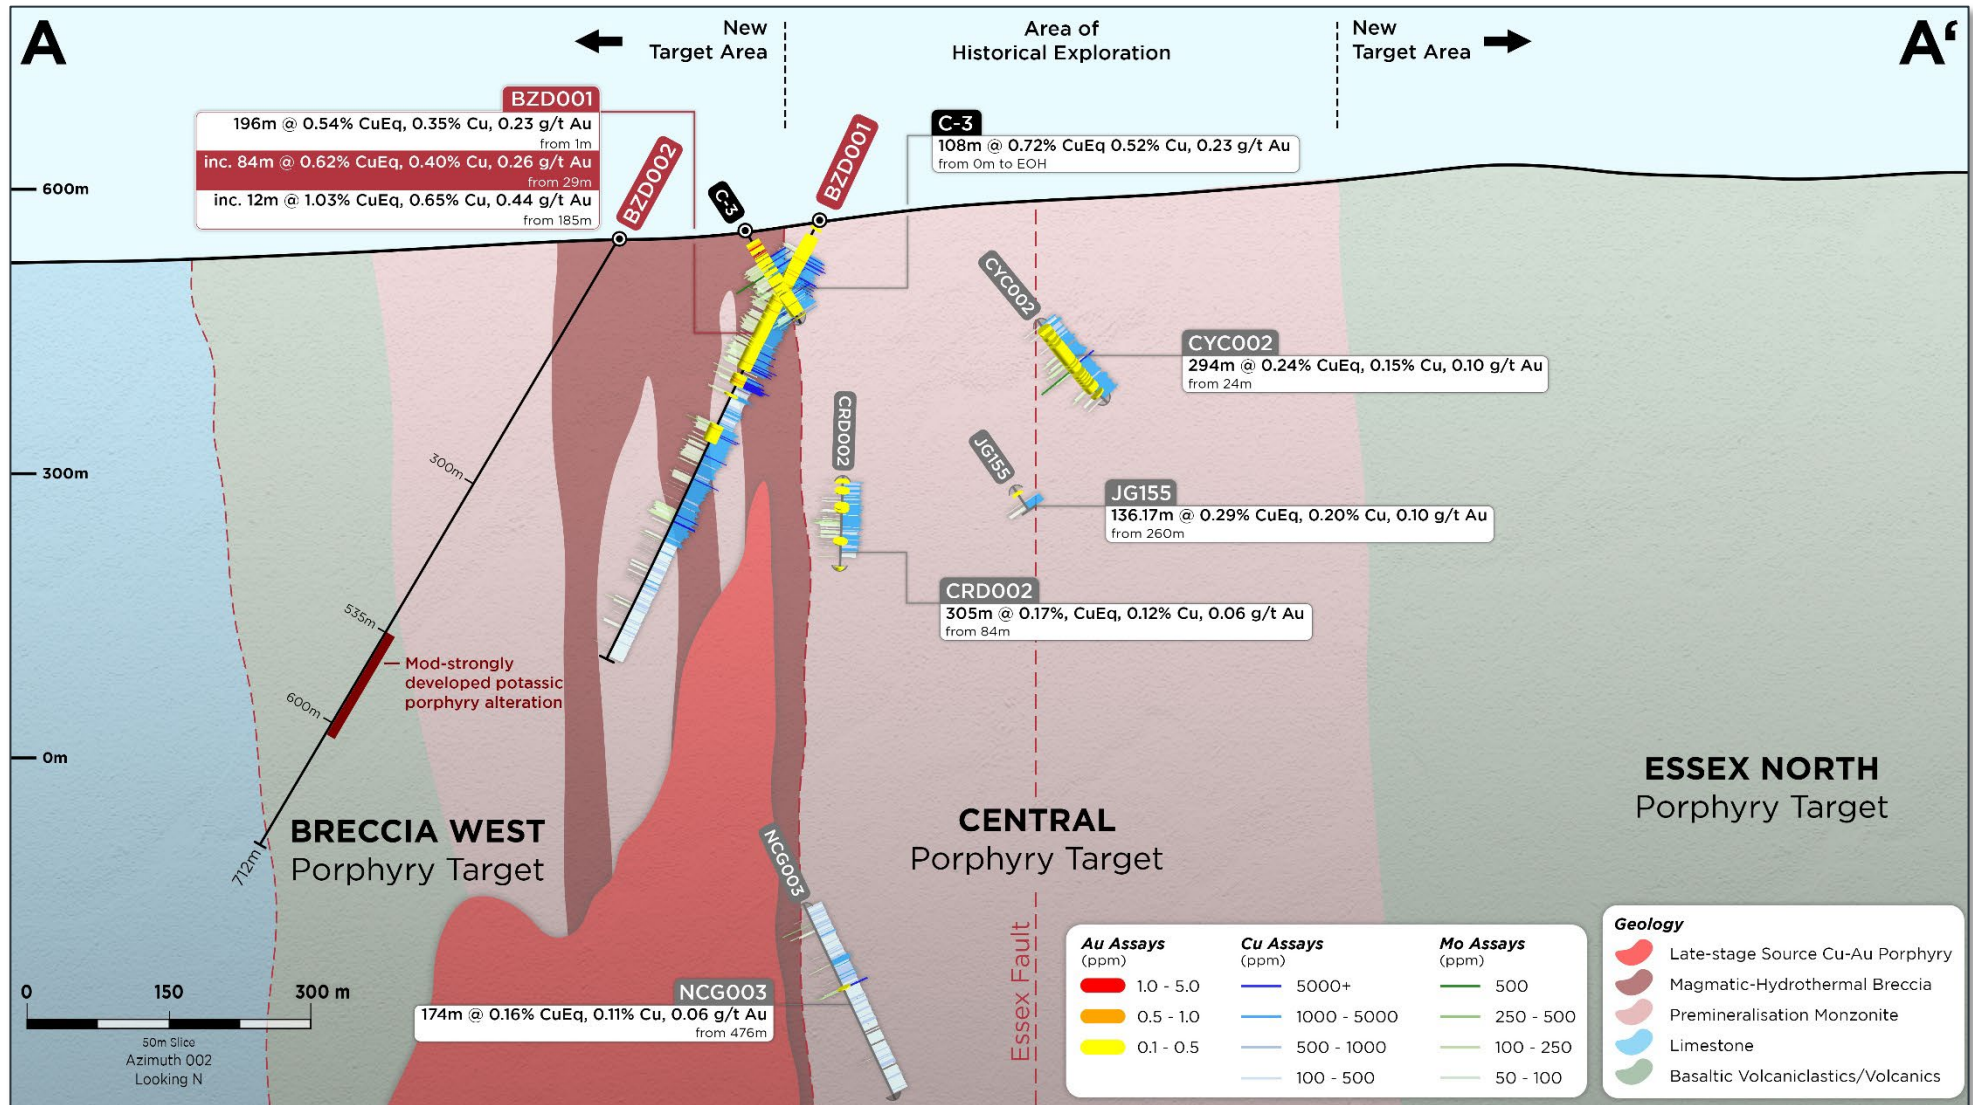 A
New
Target Area
Area of
Historical Exploration
New
Target Area
A‘
BZD001
196m @ 0.54% CuEq, 0.35% Cu, 0.23 g/t Au
from 1m
inc. 84m @ 0.62% CuEq, 0.40% Cu, 0.26 g/t Au
from 29m
inc. 12m @ 1.03% CuEq, 0.65% Cu, 0.44 g/t Au
from 185m
BZD002
C-3
BZD001
C-3
108m @ 0.72% CuEq 0.52% Cu, 0.23 g/t Au
from 0m to EOH
600m
300m
0m
CYC002
CYC002
294m @ 0.24% CuEq, 0.15% Cu, 0.10 g/t Au
from 24m
CRD002
JG155
JG155
136.17m @ 0.29% CuEq, 0.20% Cu, 0.10 g/t Au
from 260m
CRD002
305m @ 0.17%, CuEq, 0.12% Cu, 0.06 g/t Au
from 84m
300m
535m
600m
712m
Mod-strongly
developed potassic
porphyry alteration
BRECCIA WEST
Porphyry Target
CENTRAL
Porphyry Target
ESSEX NORTH
Porphyry Target
NCG003
NCG003
174m @ 0.16% CuEq, 0.11% Cu, 0.06 g/t Au
from 476m
Essex Fault
0 150 300 m
50m Slice
Azimuth 002
Looking N
Au Assays
(ppm)
1.0 - 5.0
0.5 - 1.0
0.1 - 0.5
Cu Assays
(ppm)
5000+
1000 - 5000
500 - 1000
100 - 500
Mo Assays
(ppm)
500
250 - 500
100 - 250
50 - 100
Geology
Late-stage Source Cu-Au Porphyry
Magmatic-Hydrothermal Breccia
Premineralisation Monzonite
Limestone
Basaltic Volcaniclastics/Volcanics